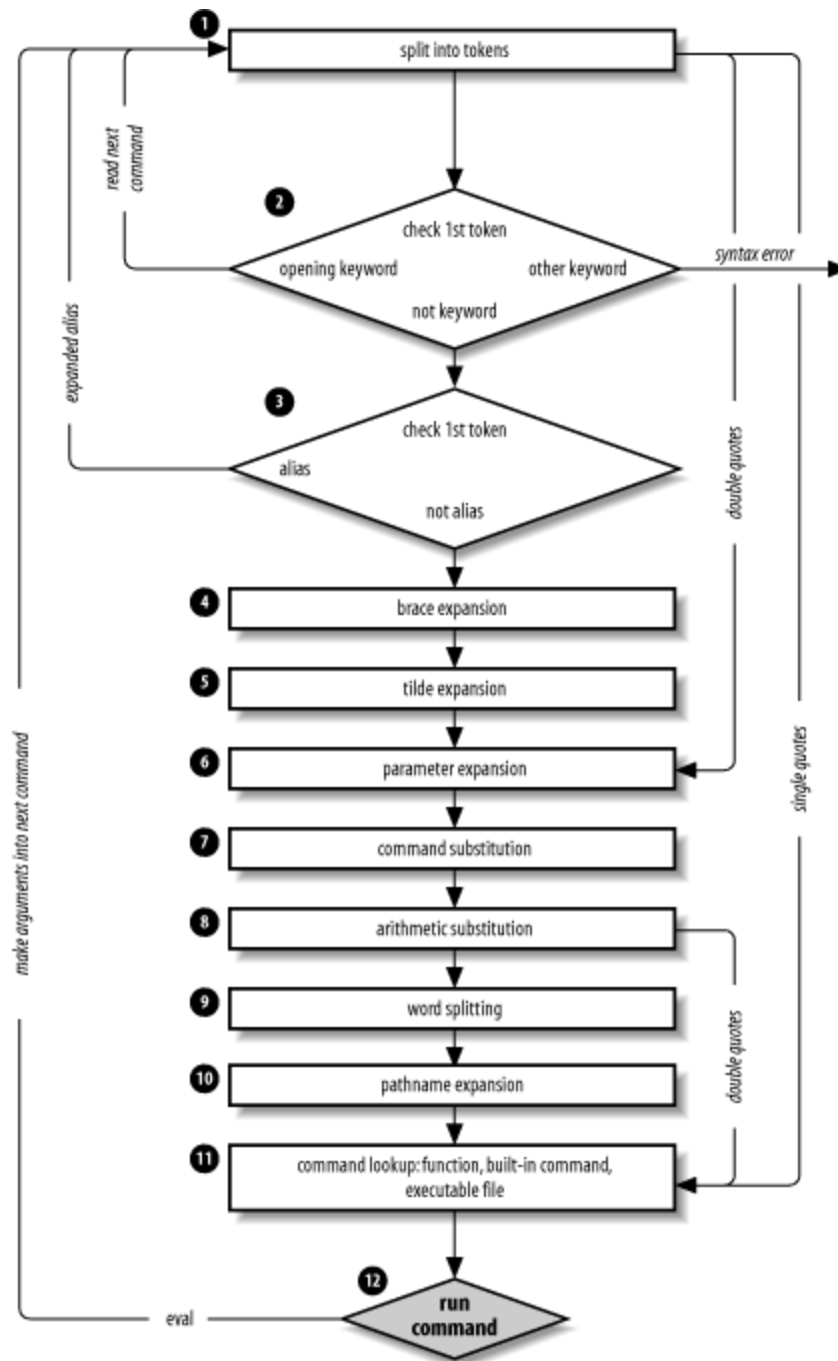 1
split into tokens
read next
command
2
check 1st token
opening keyword
other keyword
not keyword
syntax error
expanded alias
3
check 1st token
alias
not alias
double quotes
4
brace expansion
5
tilde expansion
6
parameter expansion
single quotes
make arguments into next command
7
command substitution
8
arithmetic substitution
9
word splitting
double quotes
10
pathname expansion
11
command lookup: function, built-in command,
executable file
12
run
command
eval